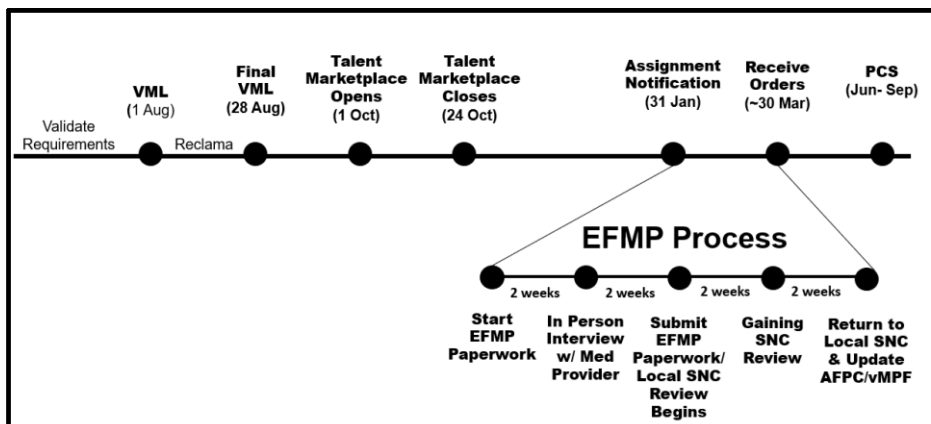 Validate
Requirements
VML
(1 Aug)
Reclama
Final
VML
(28 Aug)
Talent
Marketplace
Opens
(1 Oct)
Talent
Marketplace
Closes
(24 Oct)
Assignment
Notification
(31 Jan)
Receive
Orders
(~30 Mar)
PCS
(Jun- Sep)
EFMP Process
2 weeks
2 weeks
2 weeks
2 weeks
Start
EFMP
Paperwork
In Person
Interview
w/ Med
Provider
Submit
EFMP
Paperwork/
Local SNC
Review
Begins
Gaining
SNC
Review
Return to
Local SNC
& Update
AFPC/vMPF